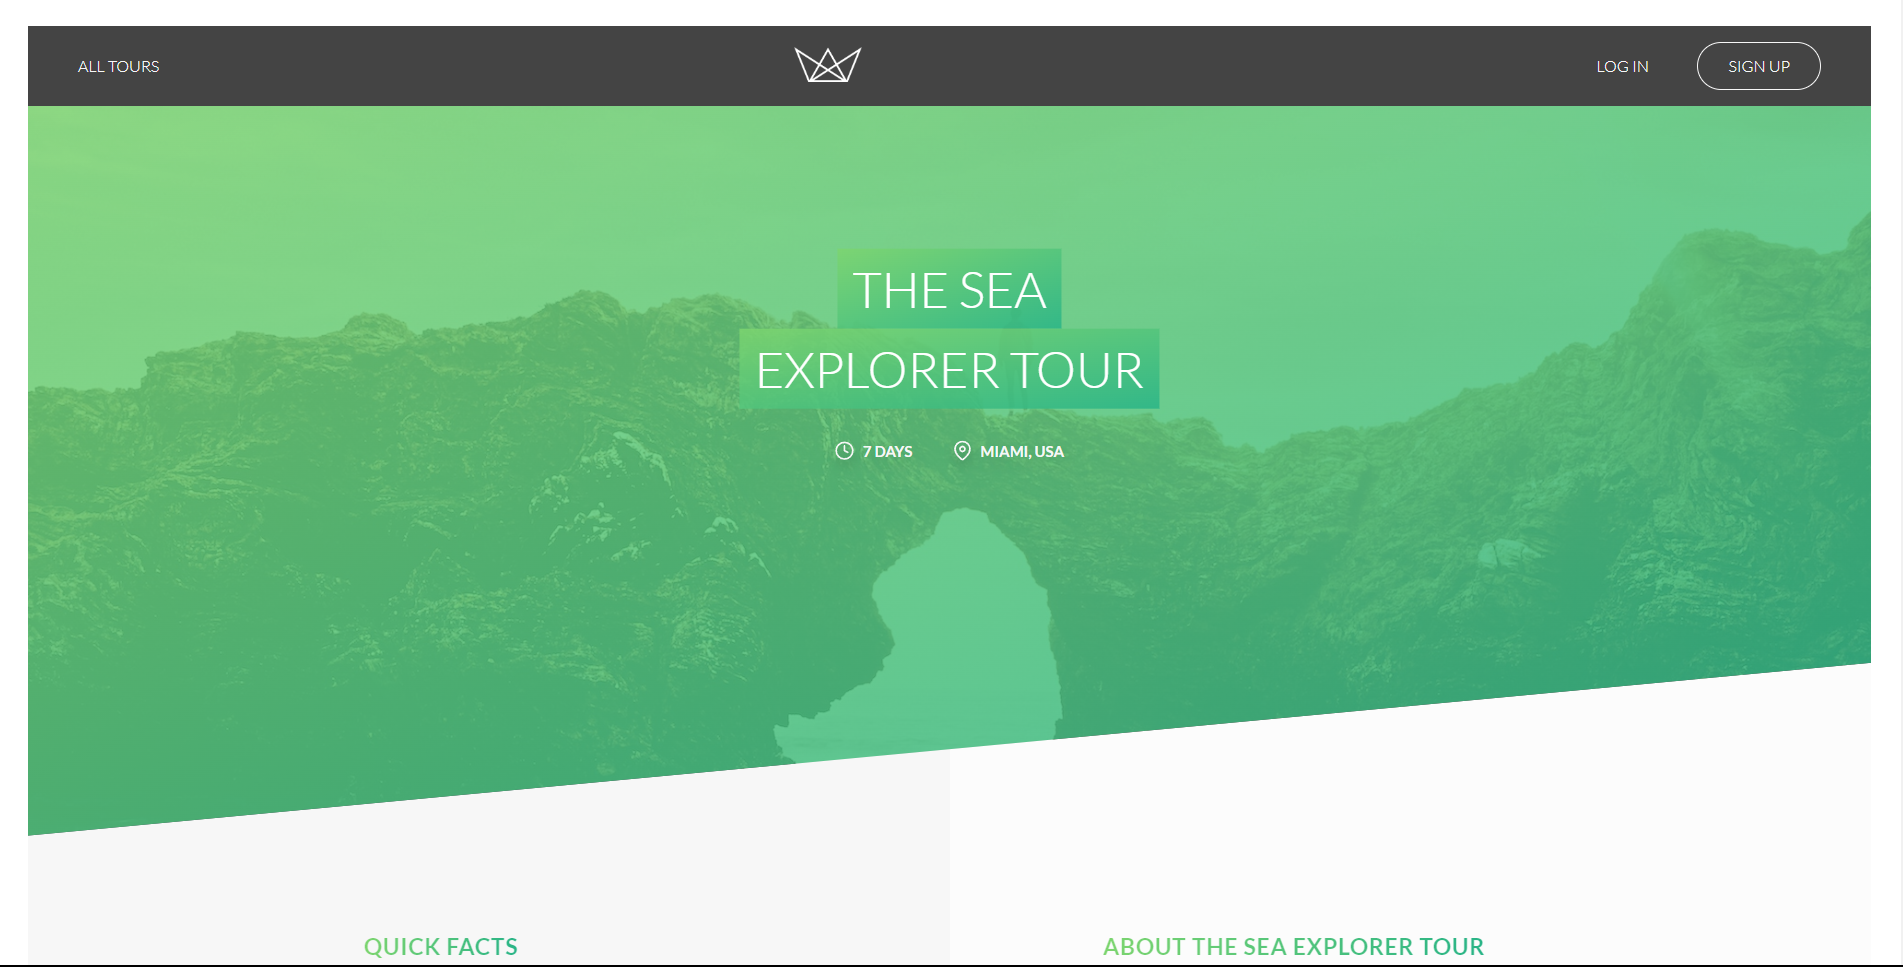 ALL TOURS
LOG IN
SIGN UP
THE SEA
EXPLORER TOUR
7 DAYS
MIAMI, USA
QUICK FACTS
ABOUT THE SEA EXPLORER TOUR